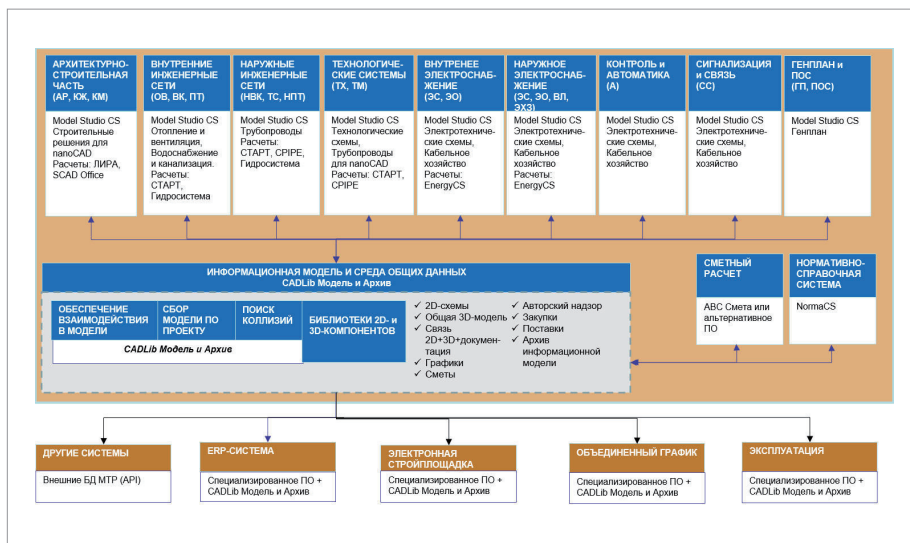 АРХИТЕКТУРНО-
СТРОИТЕЛЬНАЯ
ЧАСТЬ
(АР, КЖ, КМ)
Model Studio CS
Строительные
решения для
nanoCAD
Расчеты: ЛИРА,
SCAD Office
ВНУТРЕННИЕ
ИНЖЕНЕРНЫЕ
СЕТИ
(ОВ, ВК, ПТ)
Model Studio CS
Отопление и
вентиляция,
Водоснабжение
и канализация.
Расчеты:
СТАРТ,
Гидросистема
НАРУЖНЫЕ
ИНЖЕНЕРНЫЕ
СЕТИ
(НВК, ТС, НПТ)
Model Studio CS
Трубопроводы
Расчеты:
СТАРТ, CPIPE,
Гидросистема
ТЕХНОЛОГИ-
ЧЕСКИЕ СИСТЕМЫ
(ТХ, ТМ)
Model Studio CS
Технологические
схемы,
Трубопроводы
для nanoCAD
Расчеты: СТАРТ,
CPIPE
ВНУТРЕНЕЕ
ЭЛЕКТРОСНАБ-
ЖЕНИЕ
(ЭС, ЭО)
Model Studio CS
Электротехниче-
ские схемы,
Кабельное
хозяйство
Расчеты:
EnergyCS
НАРУЖНОЕ
ЭЛЕКТРОСНАБ-
ЖЕНИЕ
(ЭС, ЭО, ВЛ,
ЭХЗ)
Model Studio CS
Электротехниче-
ские схемы,
Кабельное
хозяйство
Расчеты:
EnergyCS
КОНТРОЛЬ и
АВТОМАТИКА
(А)
Model Studio CS
Электротехниче-
ские схемы,
Кабельное
хозяйство
СИГНАЛИЗАЦИЯ
и СВЯЗЬ
(СС)
Model Studio CS
Электротехниче-
ские схемы,
Кабельное
хозяйство
ГЕНПЛАН и
ПОС
(ГП, ПОС)
Model Studio CS
Генплан
ИНФОРМАЦИОННАЯ МОДЕЛЬ И СРЕДА ОБЩИХ ДАННЫХ
CADLib Модель и Архив
ОБЕСПЕЧЕНИЕ
ВЗАИМОДЕЙСТВИЯ
В МОДЕЛИ
СБОР
МОДЕЛИ ПО
ПРОЕКТУ
ПОИСК
КОЛЛИЗИЙ
CADLib Модель и Архив
БИБЛИОТЕКИ 2D- и
3D-КОМПОНЕНТОВ
✓ 2D-схемы
✓ Общая 3D-модель
✓ Связь
2D+3D+докумен-
тация
✓ Графики
✓ Сметы
✓ Авторский надзор
✓ Закупки
✓ Поставки
✓ Архив
информационной
модели
СМЕТНЫЙ
РАСЧЕТ
АВС Смета или
альтернативное
ПО
НОРМАТИВНО-
СПРАВОЧНАЯ
СИСТЕМА
NormaCS
ДРУГИЕ СИСТЕМЫ
Внешние БД МТР (API)
ERP-СИСТЕМА
Специализированное ПО +
CADLib Модель и Архив
ЭЛЕКТРОННАЯ
СТРОЙПЛОЩАДКА
Специализированное ПО +
CADLib Модель и Архив
ОБЪЕДИНЕННЫЙ ГРАФИК
Специализированное ПО +
CADLib Модель и Архив
ЭКСПЛУАТАЦИЯ
Специализированное ПО +
CADLib Модель и Архив